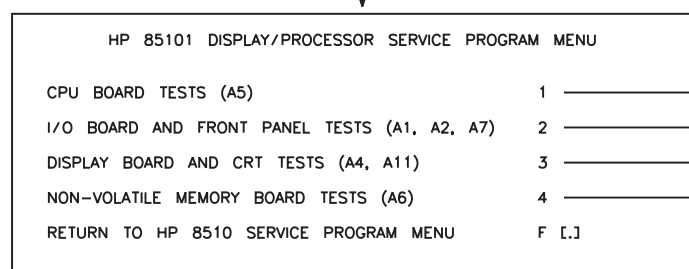 HP 85101 DISPLAY/PROCESSOR SERVICE PROGRAM MENU
CPU BOARD TESTS (A5) 1
I/O BOARD AND FRONT PANEL TESTS (A1, A2, A7) 2
DISPLAY BOARD AND CRT TESTS (A4, A11) 3
NON-VOLATILE MEMORY BOARD TESTS (A6) 4
RETURN TO HP 8510 SERVICE PROGRAM MENU F [.]